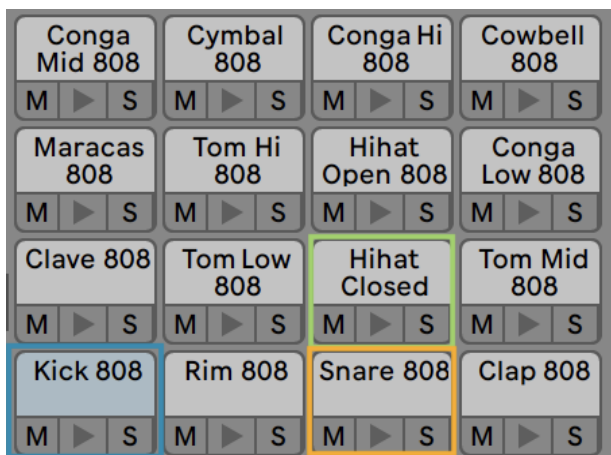 Conga Mid 808
Cymbal 808
Conga Hi 808
Cowbell 808
M S M S M S M S
Maracas 808
Tom Hi 808
Hihat Open 808
Conga Low 808
M S M S M S M S
Clave 808
Tom Low 808
Hihat Closed
Tom Mid 808
M S M S M S M S
Kick 808
Rim 808
Snare 808
Clap 808
M S M S M S M S